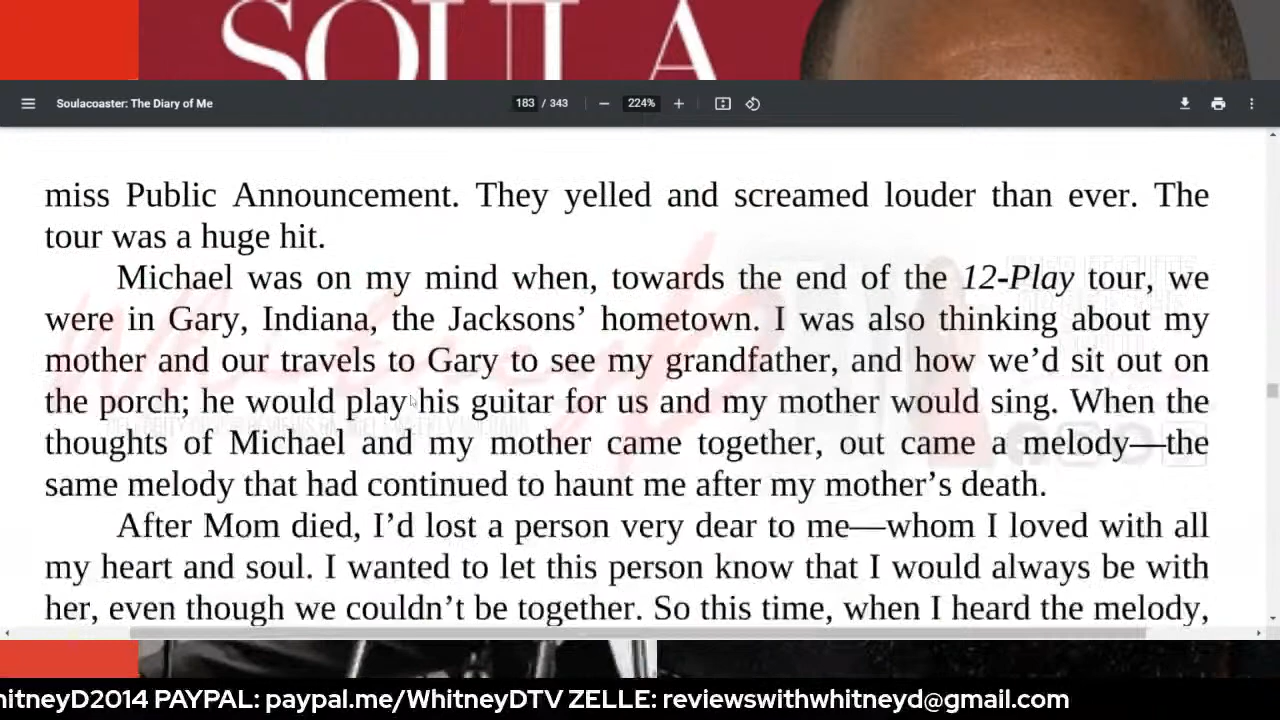 SOULA
Soulacoaster: The Diary of Me
183 / 343
224%
miss Public Announcement. They yelled and screamed louder than ever. The
tour was a huge hit.
Michael was on my mind when, towards the end of the 12-Play tour, we
were in Gary, Indiana, the Jacksons’ hometown. I was also thinking about my
mother and our travels to Gary to see my grandfather, and how we’d sit out on
the porch; he would play his guitar for us and my mother would sing. When the
thoughts of Michael and my mother came together, out came a melody—the
same melody that had continued to haunt me after my mother’s death.
After Mom died, I’d lost a person very dear to me—whom I loved with all
my heart and soul. I wanted to let this person know that I would always be with
her, even though we couldn’t be together. So this time, when I heard the melody,
hitneyD2014 PAYPAL: paypal.me/WhitneyDTV ZELLE: reviewswithwhitneyd@gmail.com